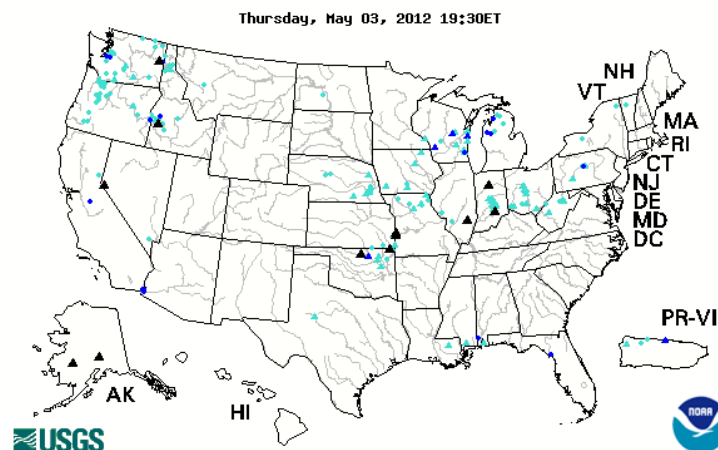 Thursday, May 03, 2012 19:30ET
NH
VT
MA
RI
CT
NJ
DE
MD
DC
PR-VI
AK
HI
NOAA
USGS